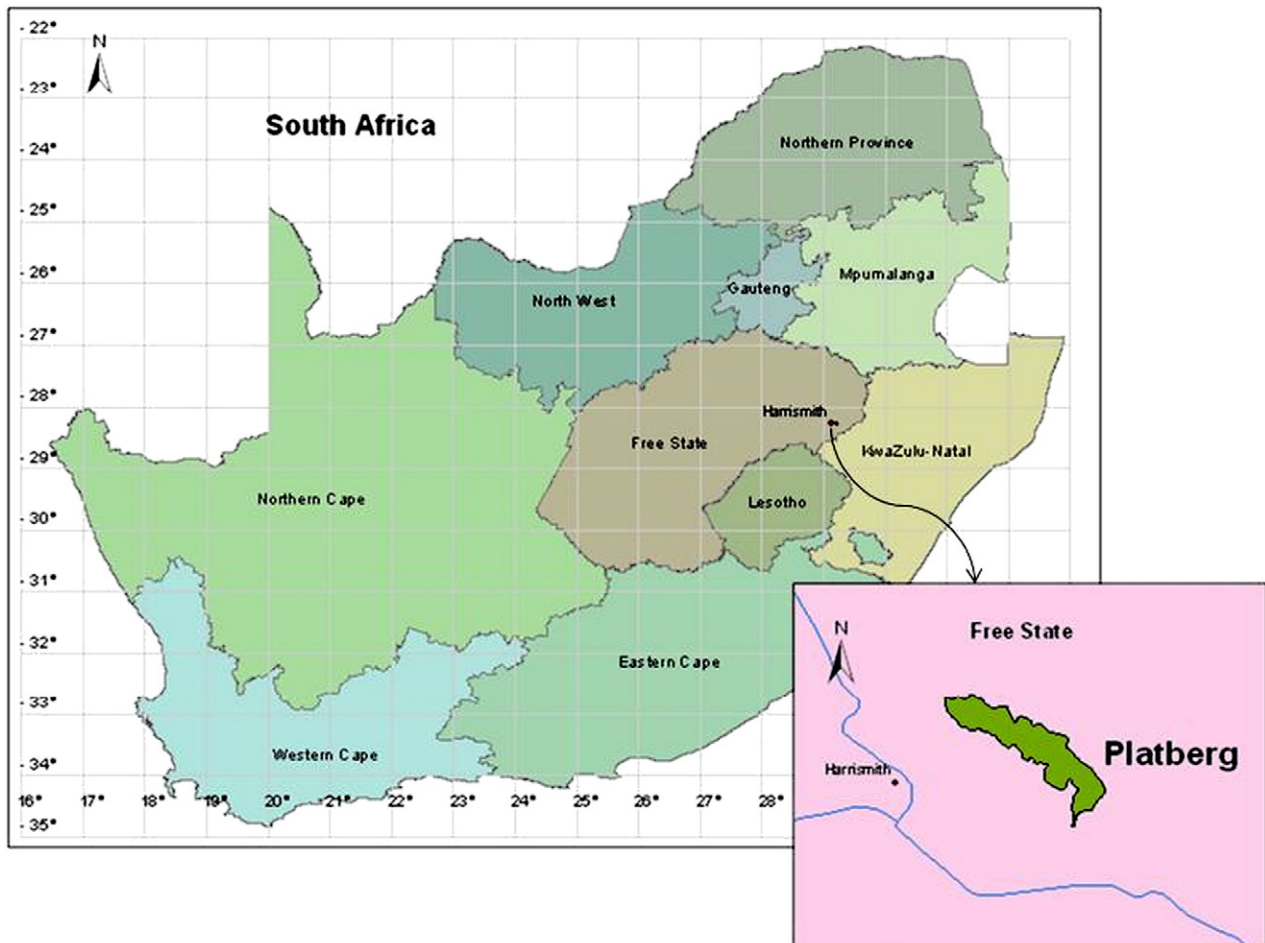 - 22°
N
- 23°
South Africa
- 24°
Northern Province
- 25°
- 26°
Mpumalanga
Gauteng
North West
- 27°
- 28°
Harrismith
Free State
KwaZulu-Natal
- 29°
Northern Cape
Lesotho
- 30°
- 31°
- 32°
Eastern Cape
- 33°
Western Cape
- 34°
16° 17° 18° 19° 20° 21° 22° 23° 24° 25° 26° 27° 28°
- 35°
N
Free State
Platberg
Harrismith